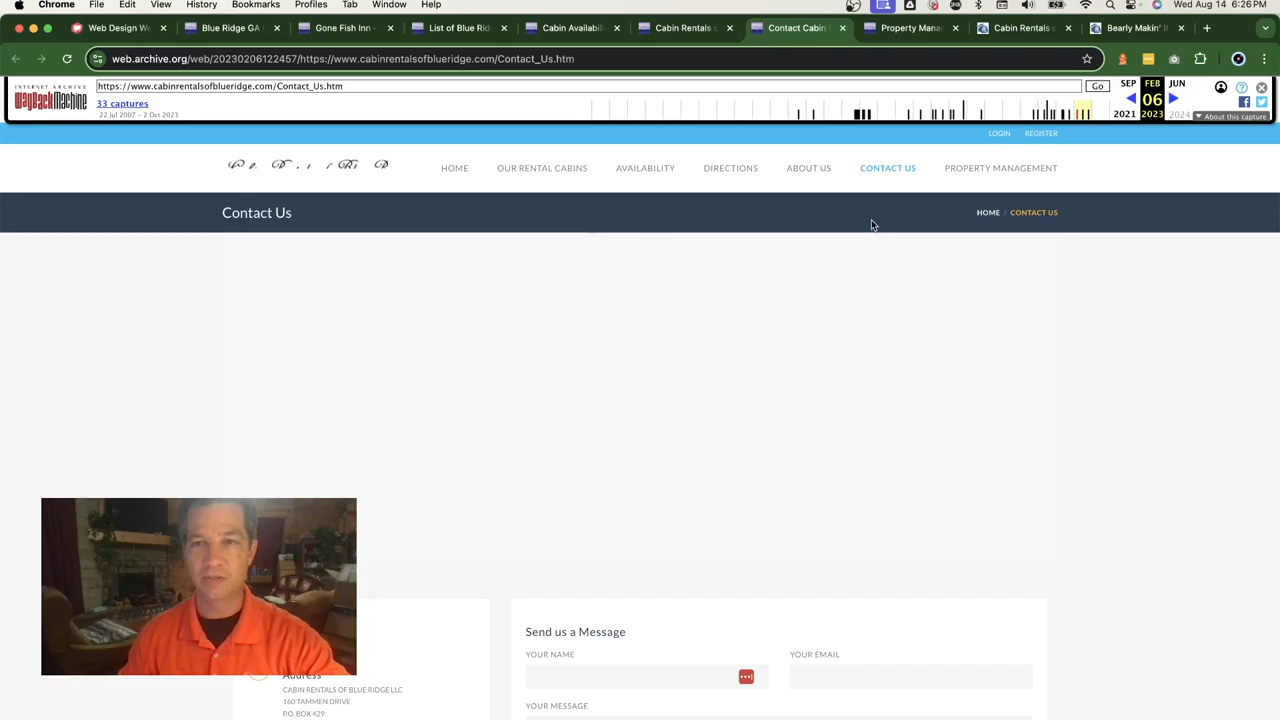 Chrome File Edit View History Bookmarks Profiles Tab Window Help Wed Aug 14 6:26 PM
Web Design We Blue Ridge GA Gone Fish Inn - List of Blue Rid Cabin Availabili Cabin Rentals o Contact Cabin Property Mana Cabin Rentals o Bearly Makin' I
web.archive.org/web/20230206122457/https://www.cabinrentalsofblueridge.com/Contact_Us.htm
INTERNET ARCHIVE
WayBackMachine
https://www.cabinrentalsofblueridge.com/Contact_Us.htm Go
SEP FEB JUN
33 captures
06
22 Jul 2007 – 2 Oct 2023
2021 2023 2024
About this capture
LOGIN REGISTER
HOME OUR RENTAL CABINS AVAILABILITY DIRECTIONS ABOUT US CONTACT US PROPERTY MANAGEMENT
Contact Us
HOME / CONTACT US
Send us a Message
YOUR NAME YOUR EMAIL
YOUR MESSAGE
Address
CABIN RENTALS OF BLUE RIDGE LLC
160 TAMMEN DRIVE
P.O. BOX 429